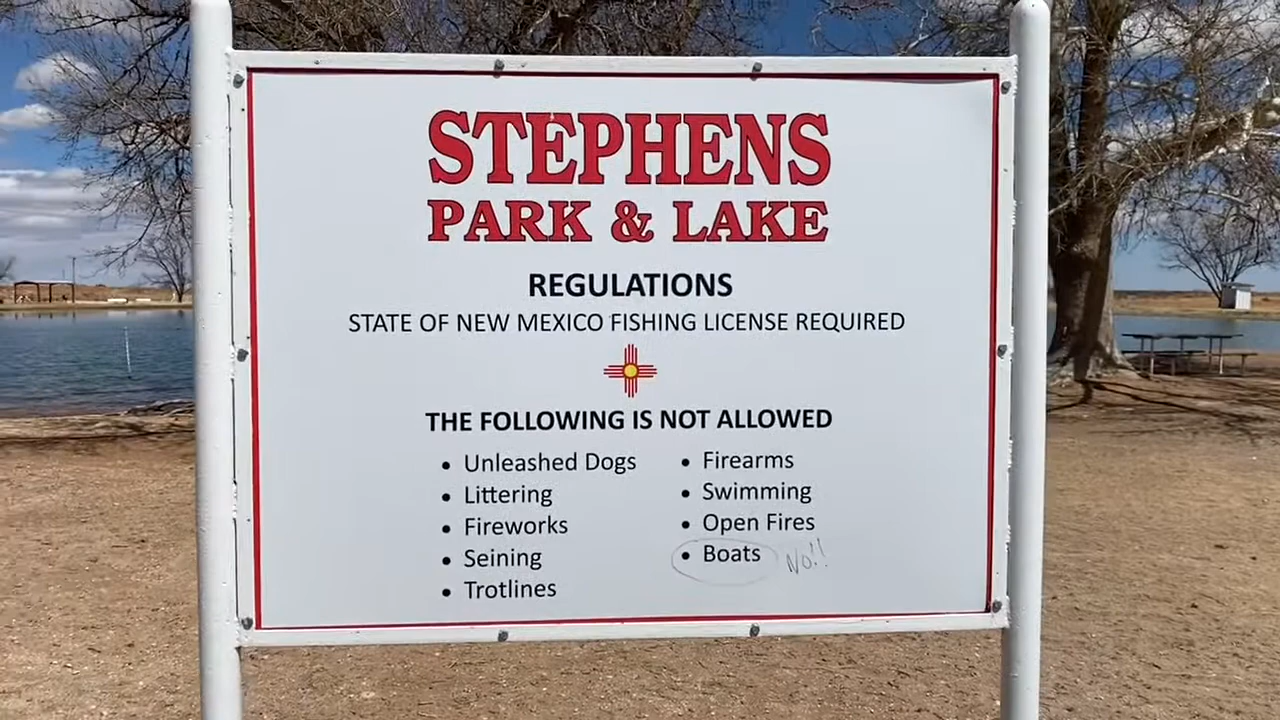 STEPHENS
PARK & LAKE
REGULATIONS
STATE OF NEW MEXICO FISHING LICENSE REQUIRED
THE FOLLOWING IS NOT ALLOWED
• Unleashed Dogs
• Littering
• Fireworks
• Seining
• Trotlines
• Firearms
• Swimming
• Open Fires
• Boats No!!